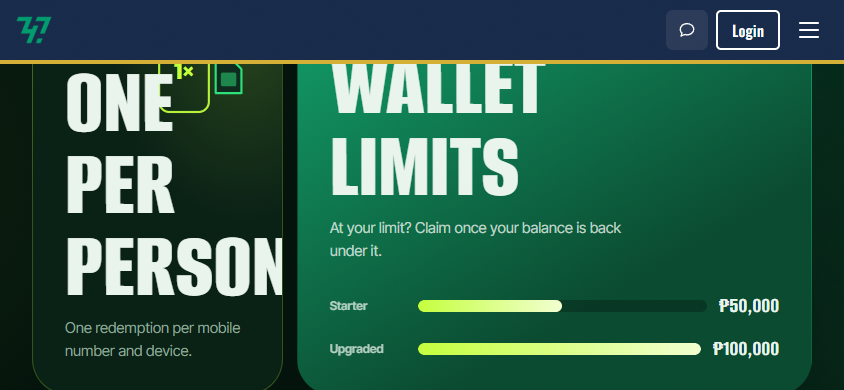 Login
1×
ONE
PER
PERSON
One redemption per mobile
number and device.
WALLET
LIMITS
At your limit? Claim once your balance is back
under it.
Starter
₱50,000
Upgraded
₱100,000